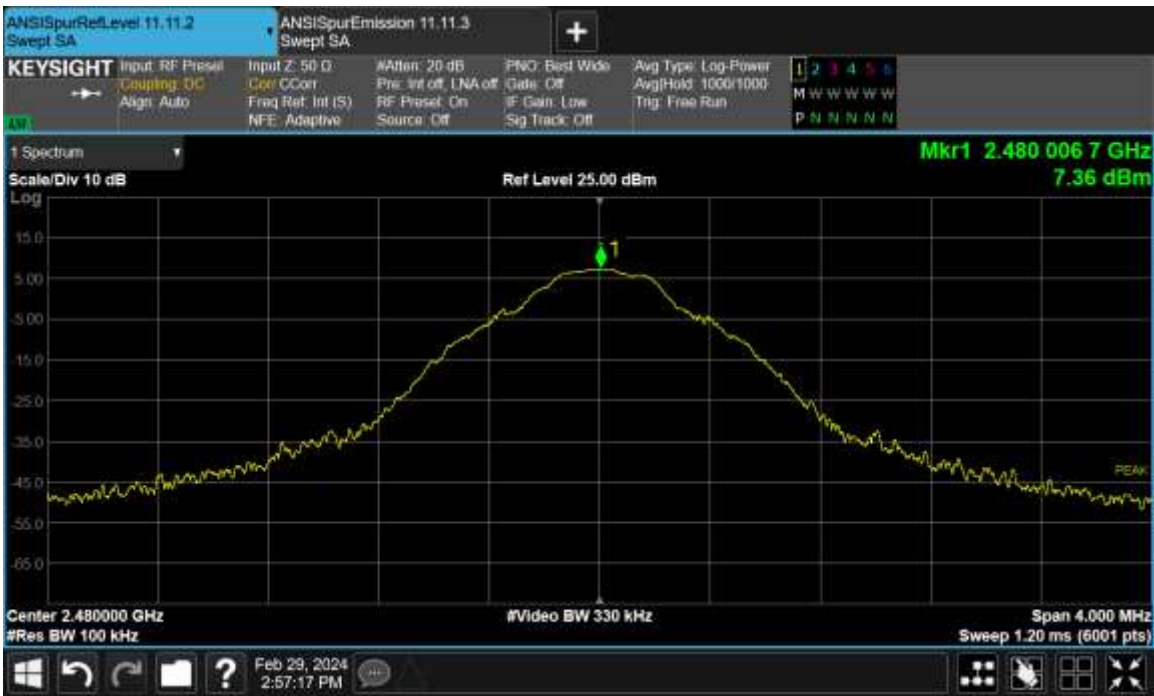 ANSISpurRefLevel 11.11.2
Swept SA
ANSISpurEmission 11.11.3
Swept SA
KEYSIGHT
Input: RF Presel
Coupling: DC
Align: Auto
Input Z: 50 Ω
Corr CCorr
Freq Ref: Int (S)
NFE: Adaptive
#Atten: 20 dB
Pre: Int off, LNA off
RF Presel: On
Source: Off
PNO: Best Wide
Gate: Off
IF Gain: Low
Sig Track: Off
Avg Type: Log-Power
Avg|Hold: 1000/1000
Trig: Free Run
1 2 3 4 5 6
M W W W W W W
P N N N N N N
1 Spectrum
Scale/Div 10 dB
Ref Level 25.00 dBm
Mkr1 2.480 006 7 GHz
7.36 dBm
Log
15.0
5.00
-5.00
-15.0
-25.0
-35.0
-45.0
-55.0
-65.0
1
PEAK
Center 2.480000 GHz
#Res BW 100 kHz
#Video BW 330 kHz
Span 4.000 MHz
Sweep 1.20 ms (6001 pts)
Feb 29, 2024
2:57:17 PM